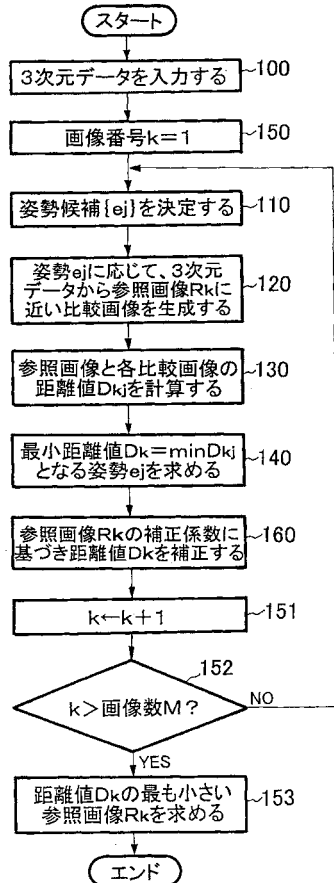 スタート
3次元データを入力する
100
画像番号k=1
150
姿勢候補{ej}を決定する
110
姿勢ejに応じて、3次元
データから参照画像Rkに
近い比較画像を生成する
120
参照画像と各比較画像の
距離値Dkjを計算する
130
最小距離値Dk=minDkj
となる姿勢ejを求める
140
参照画像Rkの補正係数に
基づき距離値Dkを補正する
160
k←k+1
151
152
k>画像数M?
NO
YES
距離値Dkの最も小さい
参照画像Rkを求める
153
エンド